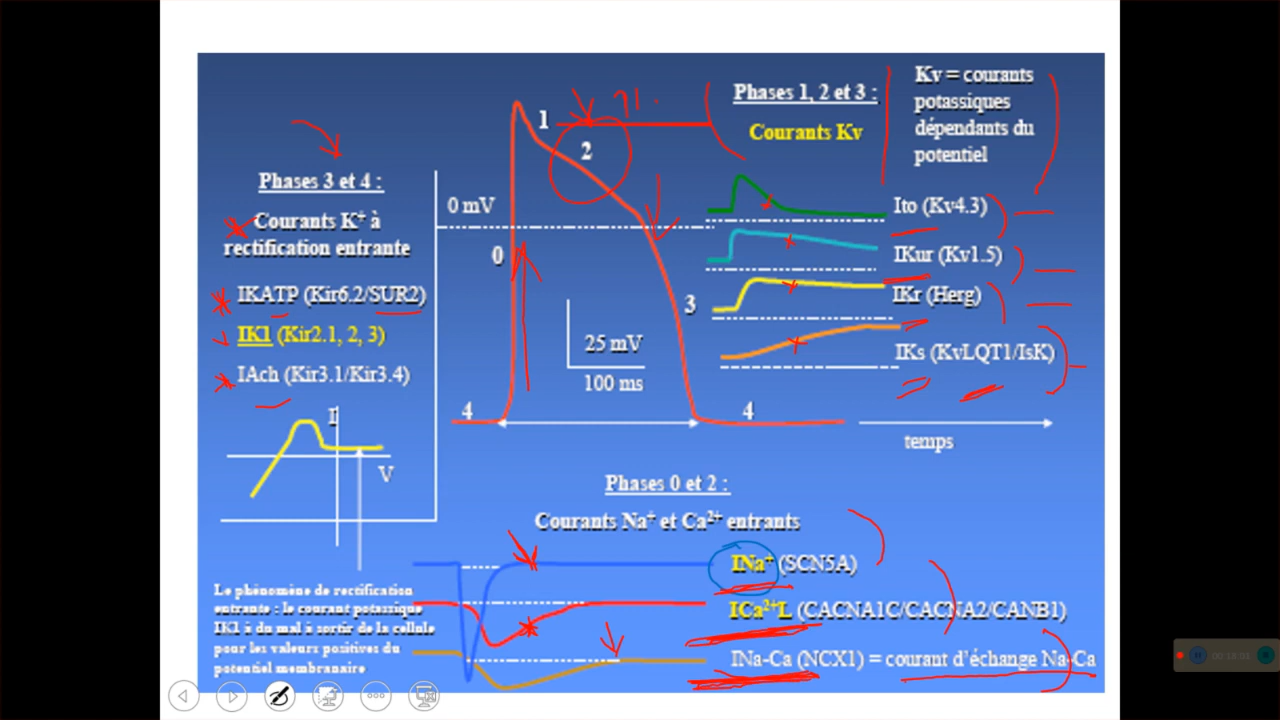 Phases 1, 2 et 3 :
Courants Kv
Kv = courants
potassiques
dépendants du
potentiel
1
2
0 mV
0
3
25 mV
100 ms
4
4
temps
Ito (Kv4.3)
IKur (Kv1.5)
IKr (Herg)
IKs (KvLQT1/IsK)
Phases 3 et 4 :
Courants K⁺ à
rectification entrante
IKATP (Kir6.2/SUR2)
IK1 (Kir2.1, 2, 3)
IAch (Kir3.1/Kir3.4)
I
V
Le phénomène de rectification
entrante : le courant potassique
IK1 a du mal à sortir de la cellule
pour les valeurs positives du
potentiel membranaire
Phases 0 et 2 :
Courants Na⁺ et Ca²⁺ entrants
INa⁺ (SCN5A)
ICa²⁺L (CACNA1C/CACNA2/CANB1)
INa-Ca (NCX1) = courant d'échange Na-Ca